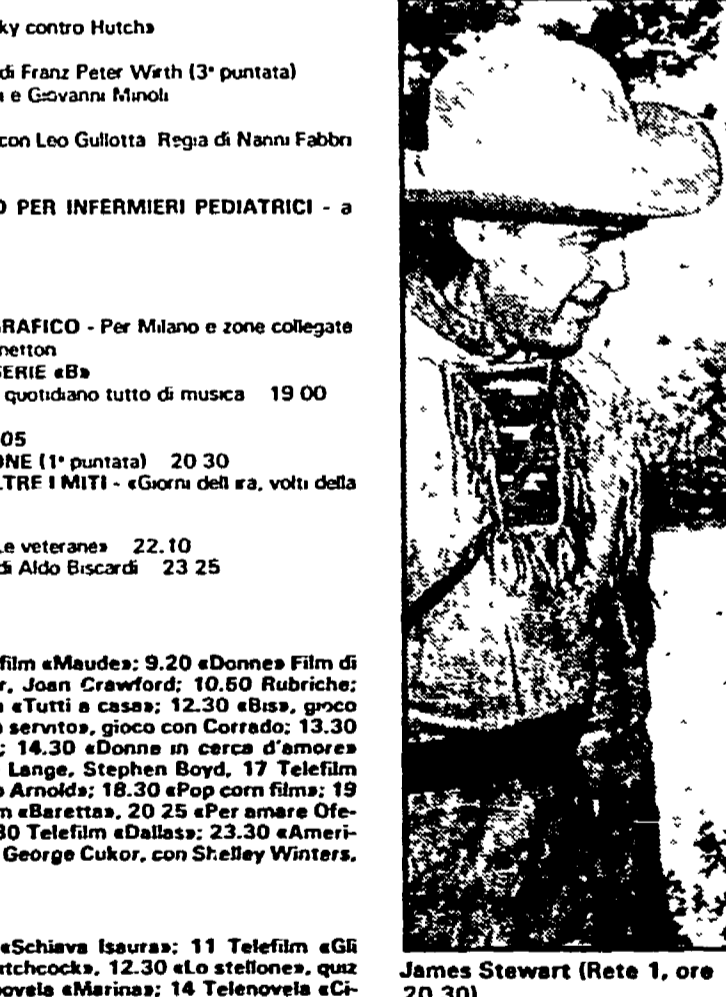 ky contro Hutch»
di Franz Peter Wirth (3ª puntata)
e Giovanni Minoli
con Leo Gullotta Regia di Nanni Fabbri
O PER INFERMIERI PEDIATRICI - a
RAFICO - Per Milano e zone collegate
netton
SERIE «B»
quotidiano tutto di musica 19 00
05
ONE (1ª puntata) 20 30
LTRE I MITI - «Giorni dell ira, volti della
Le veterane» 22.10
di Aldo Biscardi 23 25
film «Maude»; 9.20 «Donne» Film di
r, Joan Crawford; 10.50 Rubriche;
«Tutti a casa»; 12.30 «Bis», gioco
servito», gioco con Corrado; 13.30
; 14.30 «Donne in cerca d'amore»
Lange, Stephen Boyd, 17 Telefilm
Arnold»; 18.30 «Pop corn film»; 19
m «Baretta», 20 25 «Per amare Ofe-
30 Telefilm «Dallas»; 23.30 «Ameri-
George Cukor, con Shelley Winters,
«Schiava Isaura»; 11 Telefilm «Gli
itchcock», 12.30 «Lo stellone», quiz
novela «Marina»; 14 Telenovela «Ci-
James Stewart (Rete 1, ore
20.30)